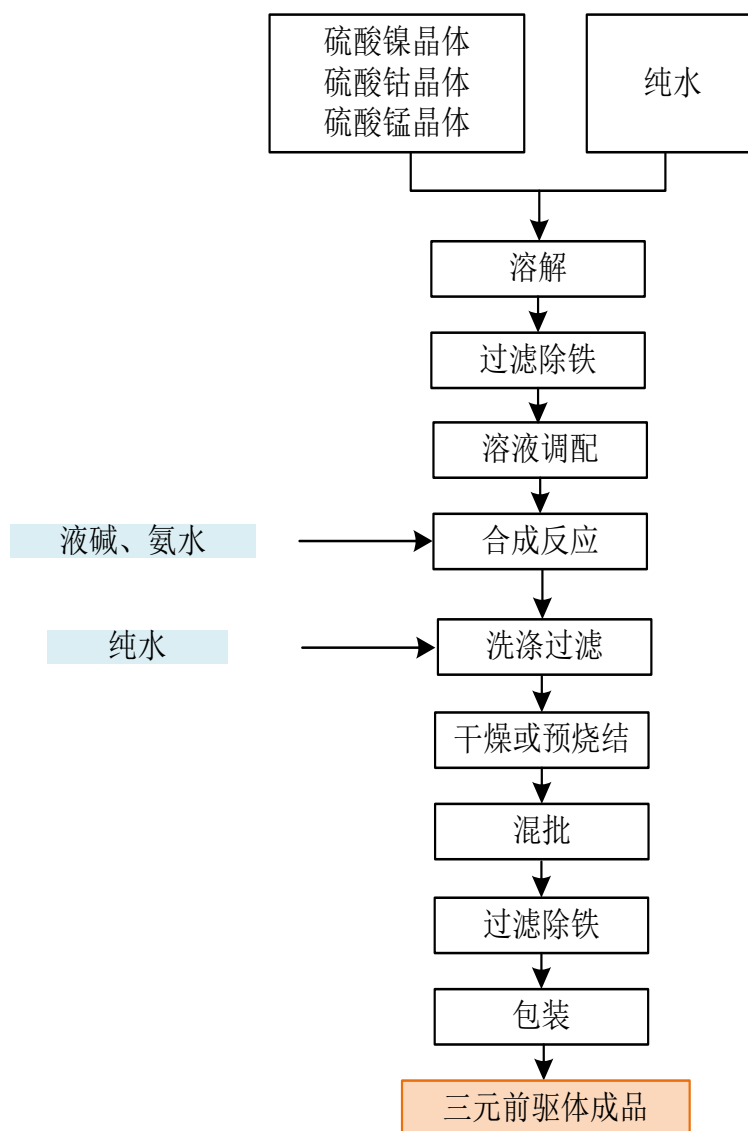 硫酸镍晶体
硫酸钴晶体
硫酸锰晶体
纯水
溶解
过滤除铁
溶液调配
液碱、氨水
合成反应
纯水
洗涤过滤
干燥或预烧结
混批
过滤除铁
包装
三元前驱体成品